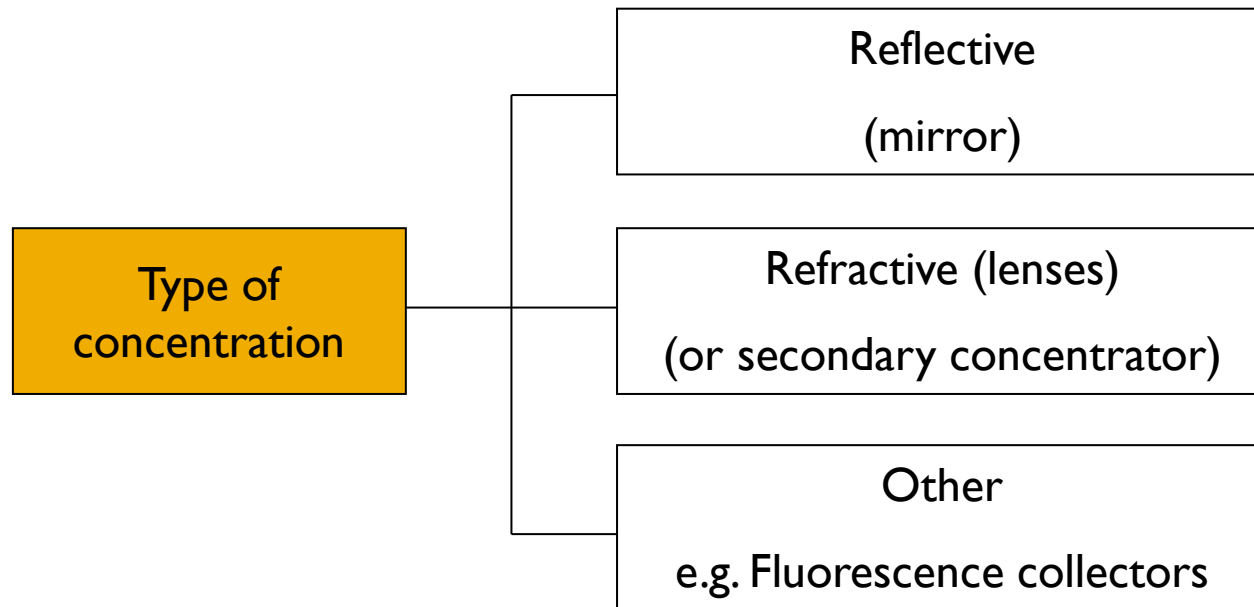 Reflective
(mirror)
Type of
concentration
Refractive (lenses)
(or secondary concentrator)
Other
e.g. Fluorescence collectors